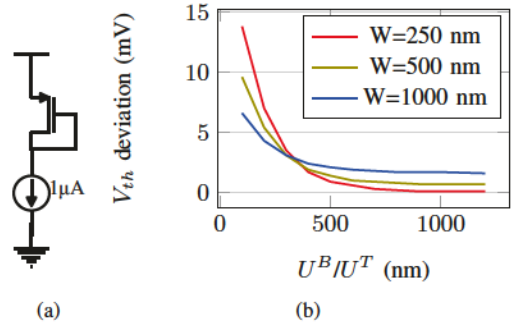 1μA
(a)
V_th deviation (mV)
15
10
5
0
W=250 nm
W=500 nm
W=1000 nm
0 500 1000
U^B/U^T (nm)
(b)